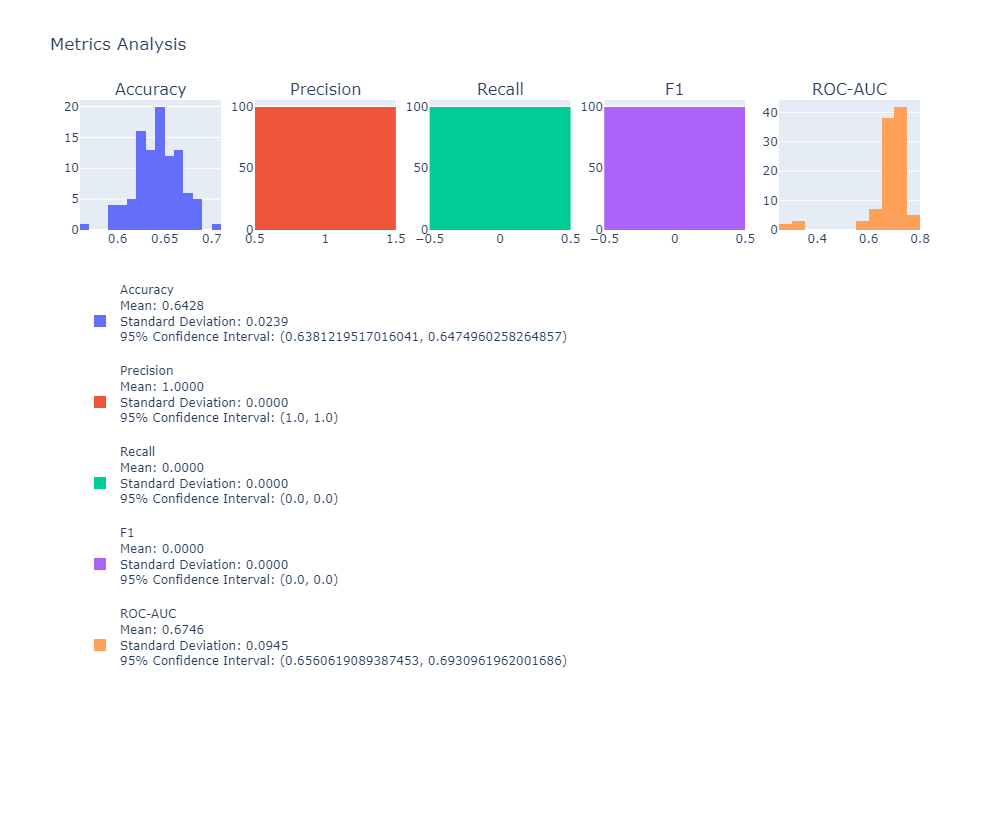 Metrics Analysis
Accuracy Precision Recall F1 ROC-AUC
20
15
10
5
0
0.6 0.65 0.7
100
50
0
0.5 1 1.5
100
50
0
−0.5 0 0.5
100
50
0
−0.5 0 0.5
40
30
20
10
0
0.4 0.6 0.8
Accuracy
Mean: 0.6428
Standard Deviation: 0.0239
95% Confidence Interval: (0.6381219517016041, 0.6474960258264857)
Precision
Mean: 1.0000
Standard Deviation: 0.0000
95% Confidence Interval: (1.0, 1.0)
Recall
Mean: 0.0000
Standard Deviation: 0.0000
95% Confidence Interval: (0.0, 0.0)
F1
Mean: 0.0000
Standard Deviation: 0.0000
95% Confidence Interval: (0.0, 0.0)
ROC-AUC
Mean: 0.6746
Standard Deviation: 0.0945
95% Confidence Interval: (0.6560619089387453, 0.6930961962001686)